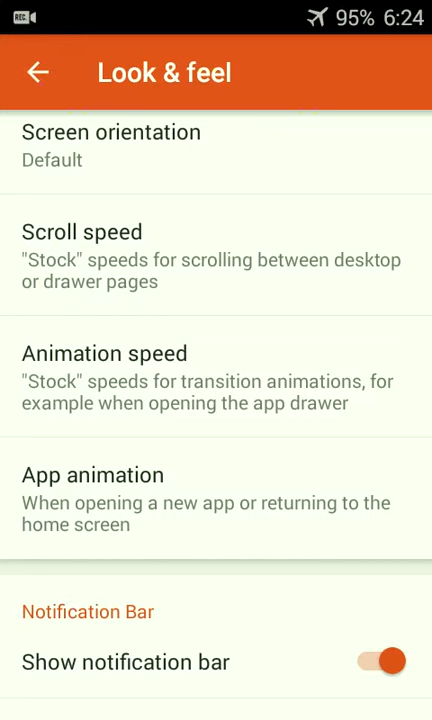 REC
95% 6:24
Look & feel
Screen orientation
Default
Scroll speed
"Stock" speeds for scrolling between desktop
or drawer pages
Animation speed
"Stock" speeds for transition animations, for
example when opening the app drawer
App animation
When opening a new app or returning to the
home screen
Notification Bar
Show notification bar